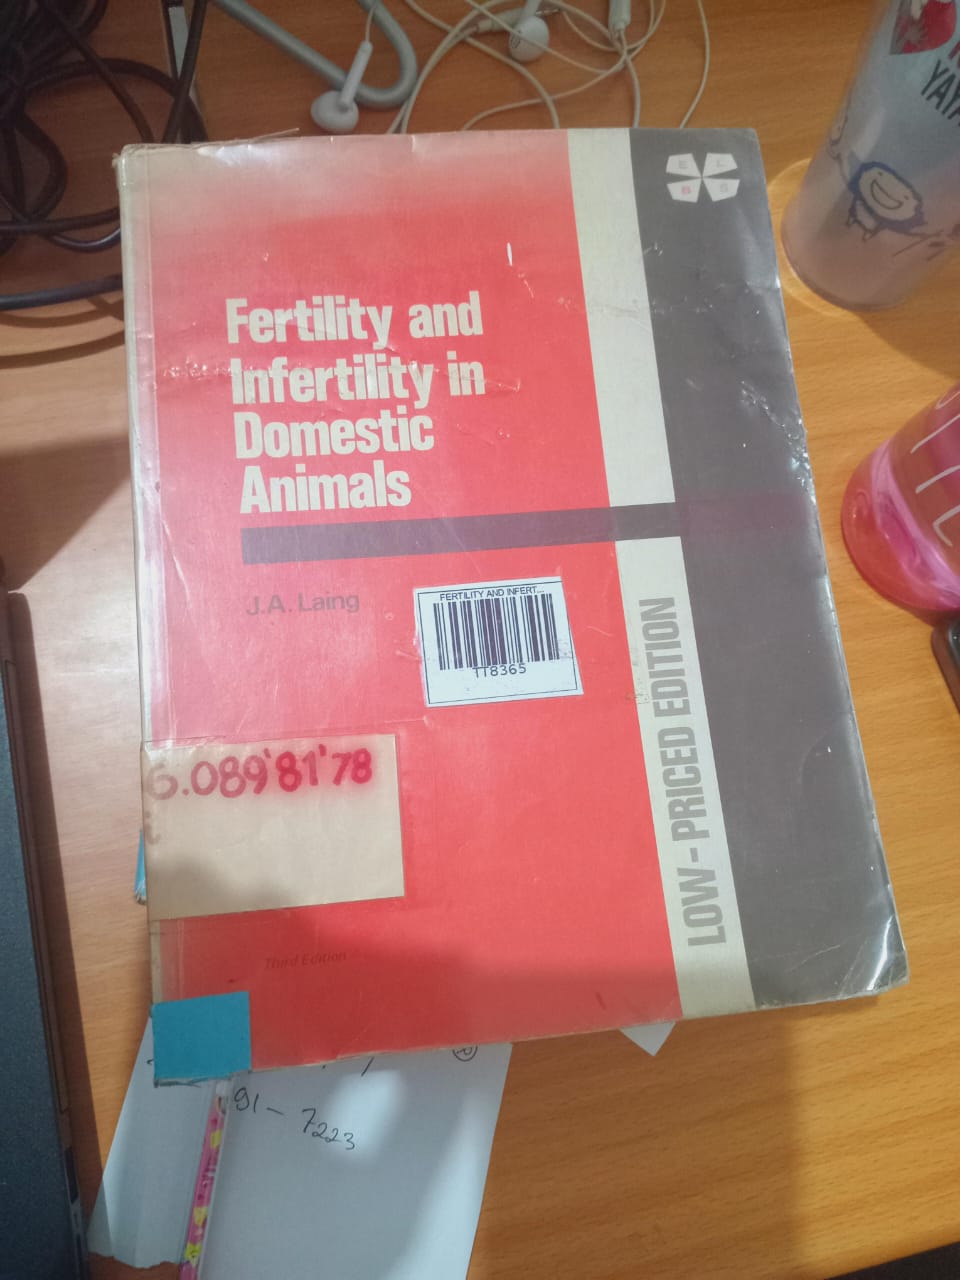 E L
B S
Fertility and
Infertility in
Domestic
Animals
J.A. Laing
FERTILITY AND INFERT...
TT8365
LOW-PRICED EDITION
6.089'81'78
Third Edition
91- 7223
YAYA